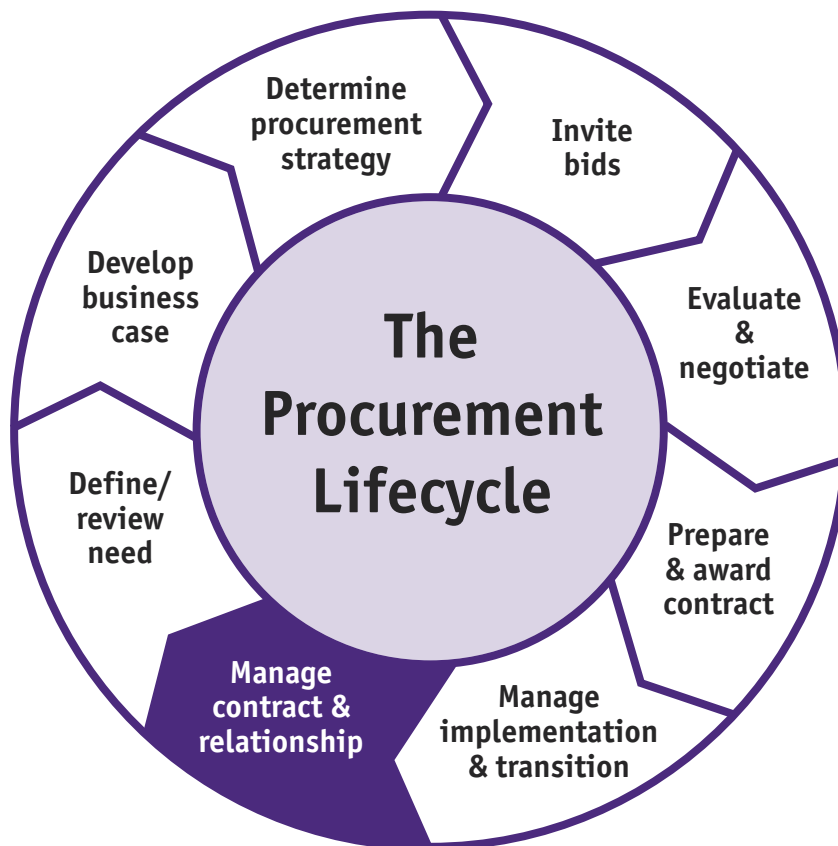 The
Procurement
Lifecycle
Determine
procurement
strategy
Invite
bids
Evaluate
&
negotiate
Prepare
& award
contract
Manage
implementation
& transition
Manage
contract &
relationship
Define/
review
need
Develop
business
case